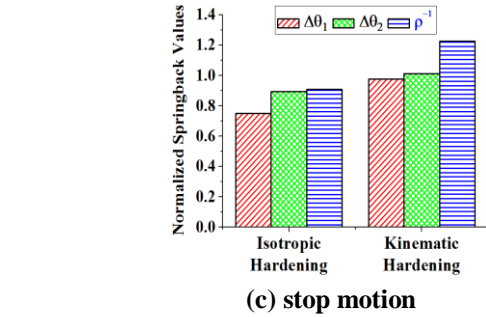 Normalized Springback Values
1.4
1.2
1.0
0.8
0.6
0.4
0.2
0.0
Δθ₁ Δθ₂ ρ⁻¹
Isotropic Kinematic
Hardening Hardening
(c) stop motion